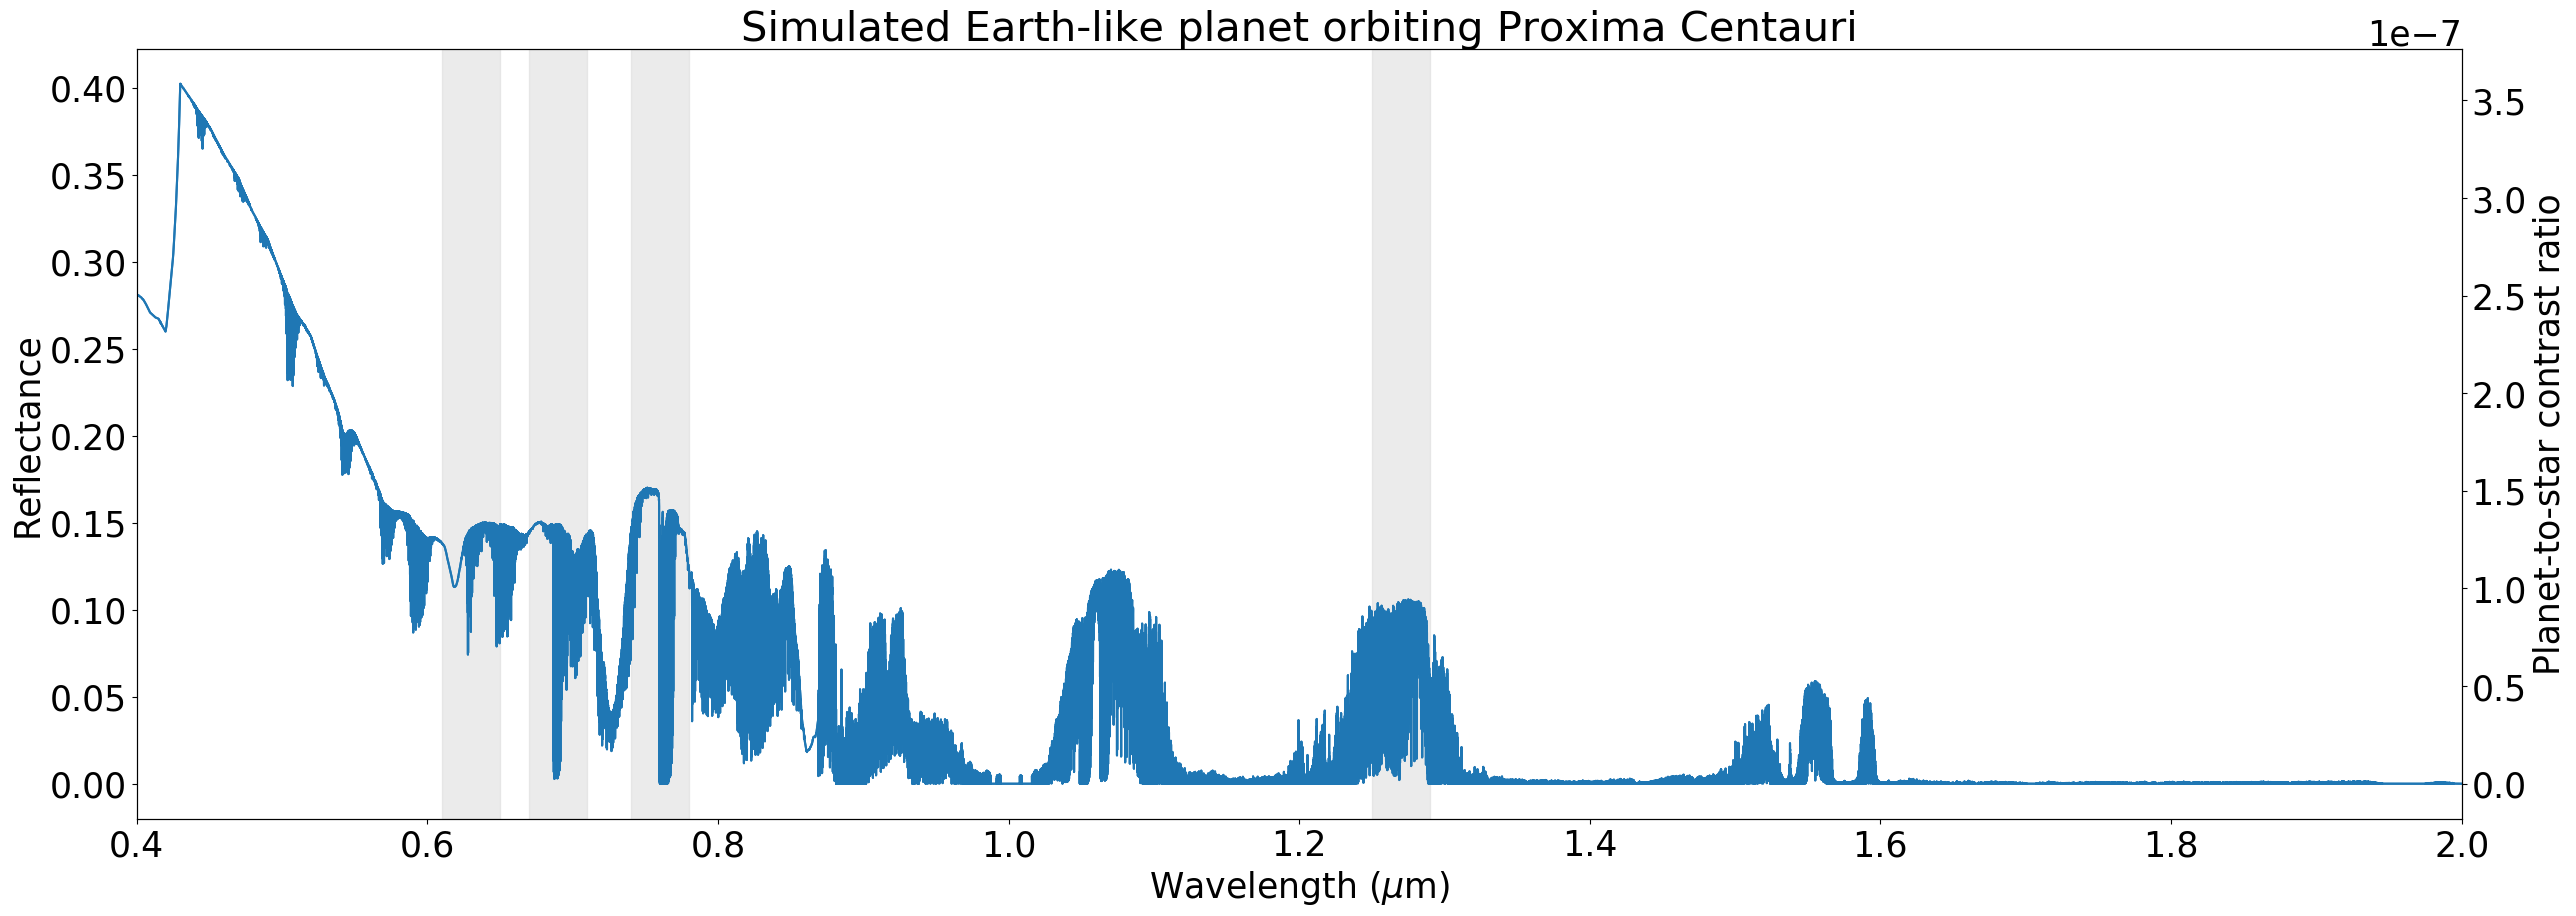 Simulated Earth-like planet orbiting Proxima Centauri
1e−7
0.40
0.35
0.30
0.25
0.20
0.15
0.10
0.05
0.00
Reflectance
3.5
3.0
2.5
2.0
1.5
1.0
0.5
0.0
Planet-to-star contrast ratio
0.4 0.6 0.8 1.0 1.2 1.4 1.6 1.8 2.0
Wavelength (μm)